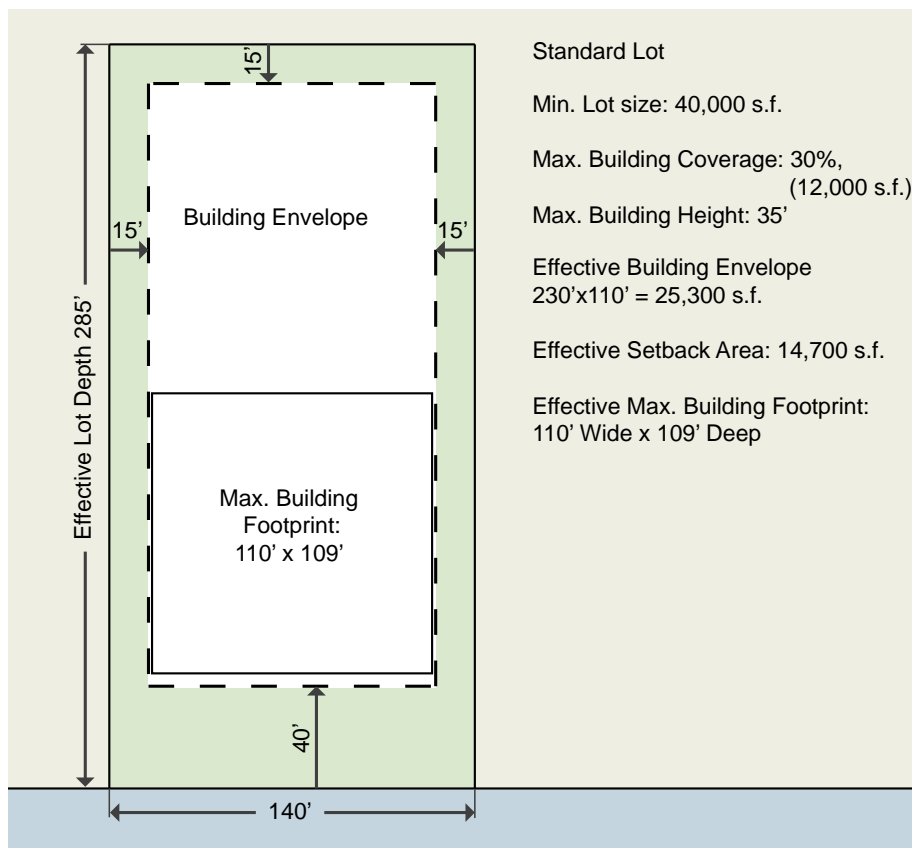 15’
Standard Lot
Min. Lot size: 40,000 s.f.
Max. Building Coverage: 30%,
(12,000 s.f.)
Max. Building Height: 35’
Effective Building Envelope
230’x110’ = 25,300 s.f.
Effective Setback Area: 14,700 s.f.
Effective Max. Building Footprint:
110’ Wide x 109’ Deep
Building Envelope
15’
15’
Effective Lot Depth 285’
Max. Building
Footprint:
110’ x 109’
40’
140’